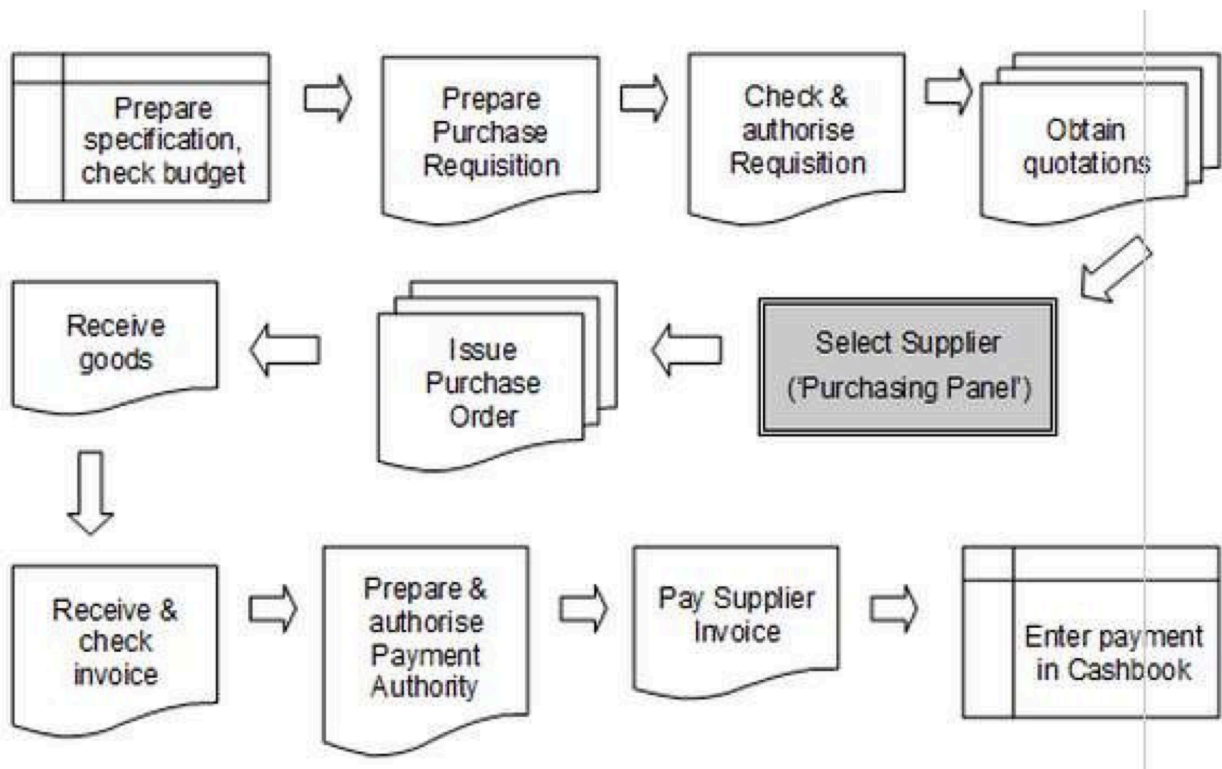 Prepare
specification,
check budget
Prepare
Purchase
Requisition
Check &
authorise
Requisition
Obtain
quotations
Select Supplier
(‘Purchasing Panel’)
Issue
Purchase
Order
Receive
goods
Receive &
check
invoice
Prepare &
authorise
Payment
Authority
Pay Supplier
Invoice
Enter payment
in Cashbook